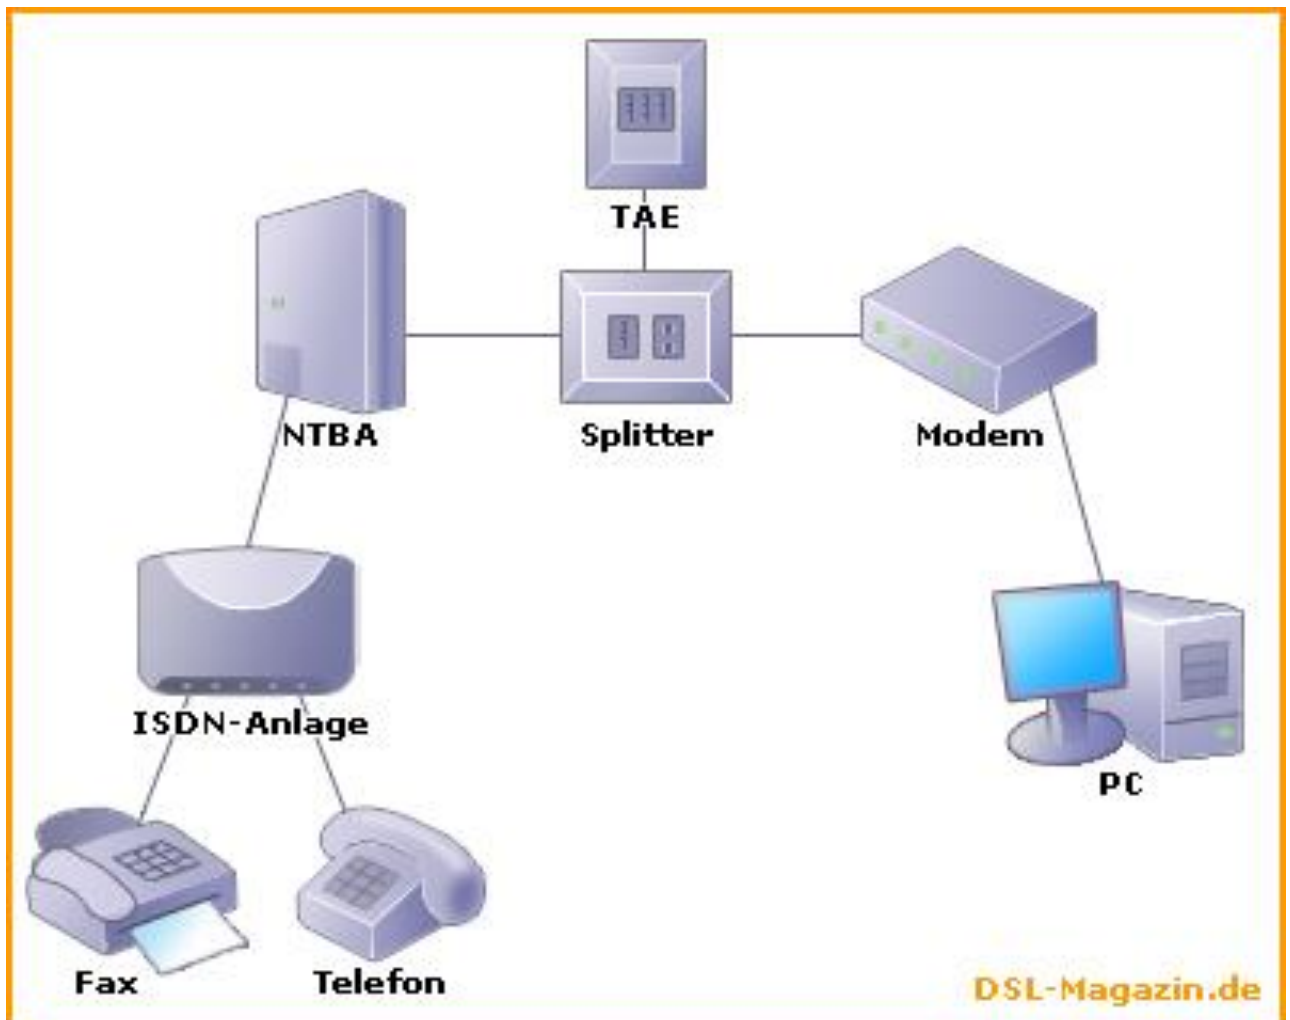 TAE
NTBA
Splitter
Modem
ISDN-Anlage
PC
Fax
Telefon
DSL-Magazin.de